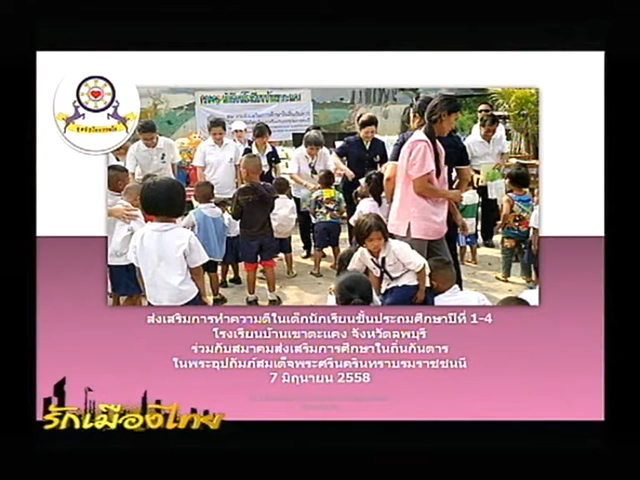 ส่งเสริมการทำความดีในเด็กนักเรียนชั้นประถมศึกษาปีที่ 1-4
โรงเรียนบ้านเขาตะแคง จังหวัดลพบุรี
ร่วมกับสมาคมส่งเสริมการศึกษาในถิ่นกันดาร
ในพระอุปถัมภ์สมเด็จพระศรีนครินทราบรมราชชนนี
7 มิถุนายน 2558
รักเมืองไทย